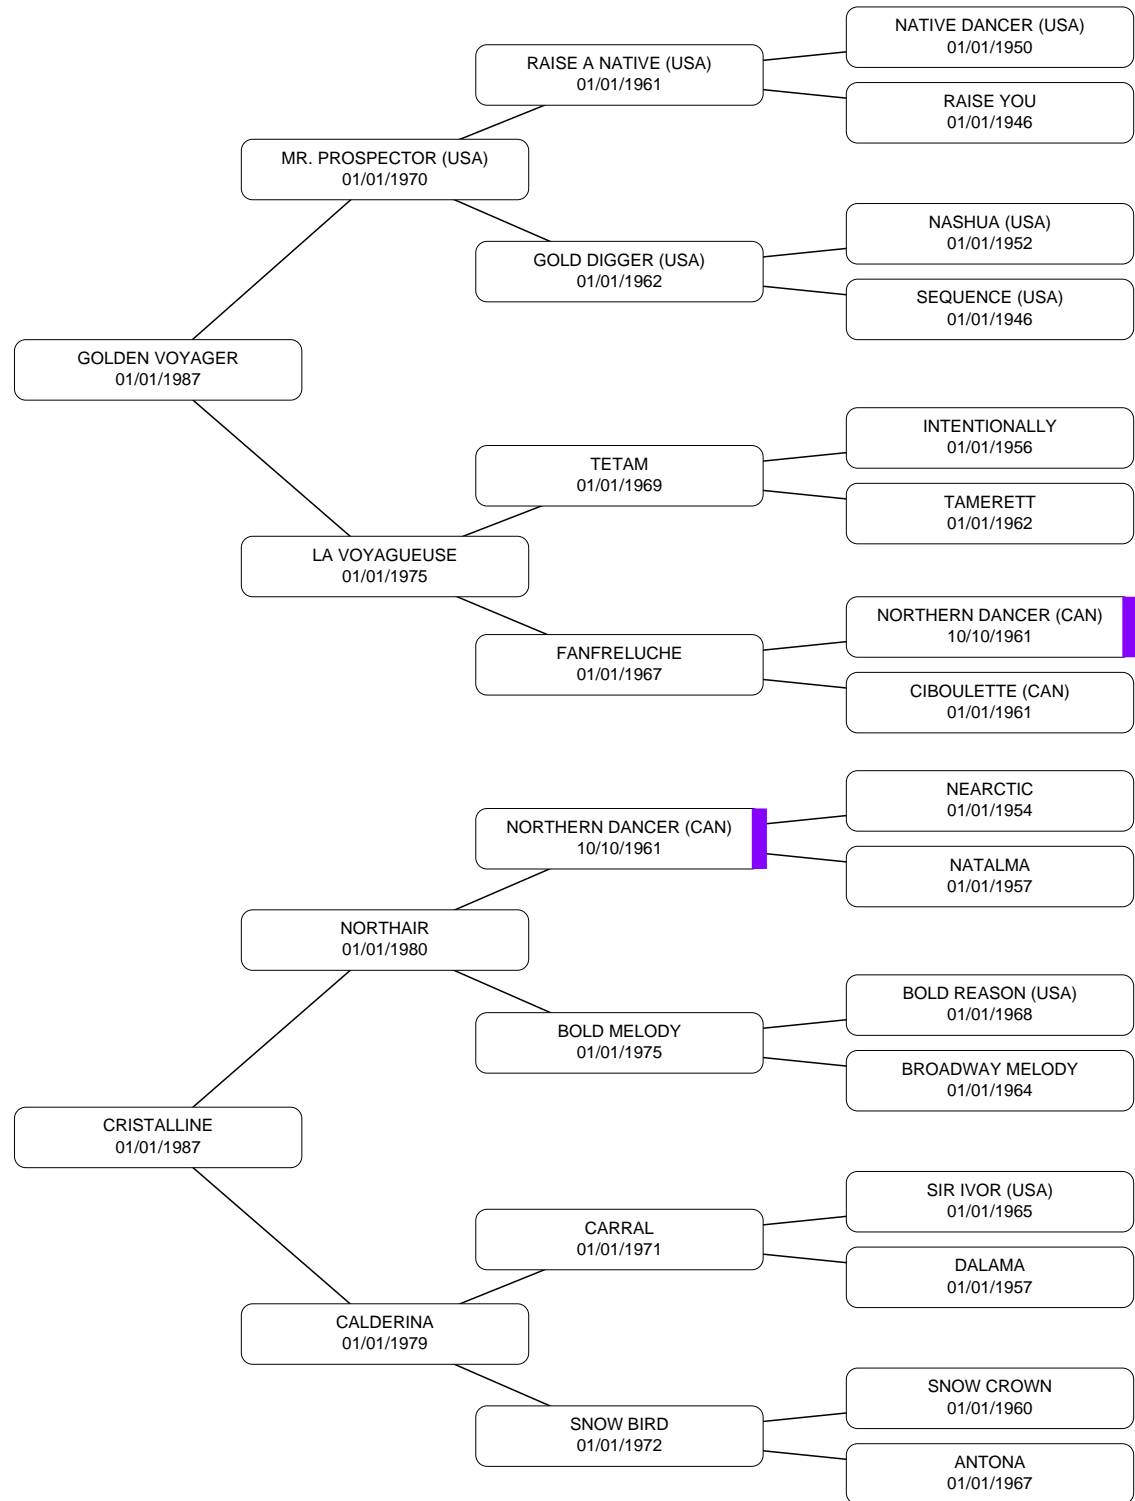 NATIVE DANCER (USA)
01/01/1950
RAISE A NATIVE (USA)
01/01/1961
RAISE YOU
01/01/1946
MR. PROSPECTOR (USA)
01/01/1970
NASHUA (USA)
01/01/1952
GOLD DIGGER (USA)
01/01/1962
SEQUENCE (USA)
01/01/1946
GOLDEN VOYAGER
01/01/1987
INTENTIONALLY
01/01/1956
TETAM
01/01/1969
TAMERETT
01/01/1962
LA VOYAGUEUSE
01/01/1975
NORTHERN DANCER (CAN)
10/10/1961
FANFRELUCHE
01/01/1967
CIBOULETTE (CAN)
01/01/1961
NEARCTIC
01/01/1954
NORTHERN DANCER (CAN)
10/10/1961
NATALMA
01/01/1957
NORTHAIR
01/01/1980
BOLD REASON (USA)
01/01/1968
BOLD MELODY
01/01/1975
BROADWAY MELODY
01/01/1964
CRISTALLINE
01/01/1987
SIR IVOR (USA)
01/01/1965
CARRAL
01/01/1971
DALAMA
01/01/1957
CALDERINA
01/01/1979
SNOW CROWN
01/01/1960
SNOW BIRD
01/01/1972
ANTONA
01/01/1967